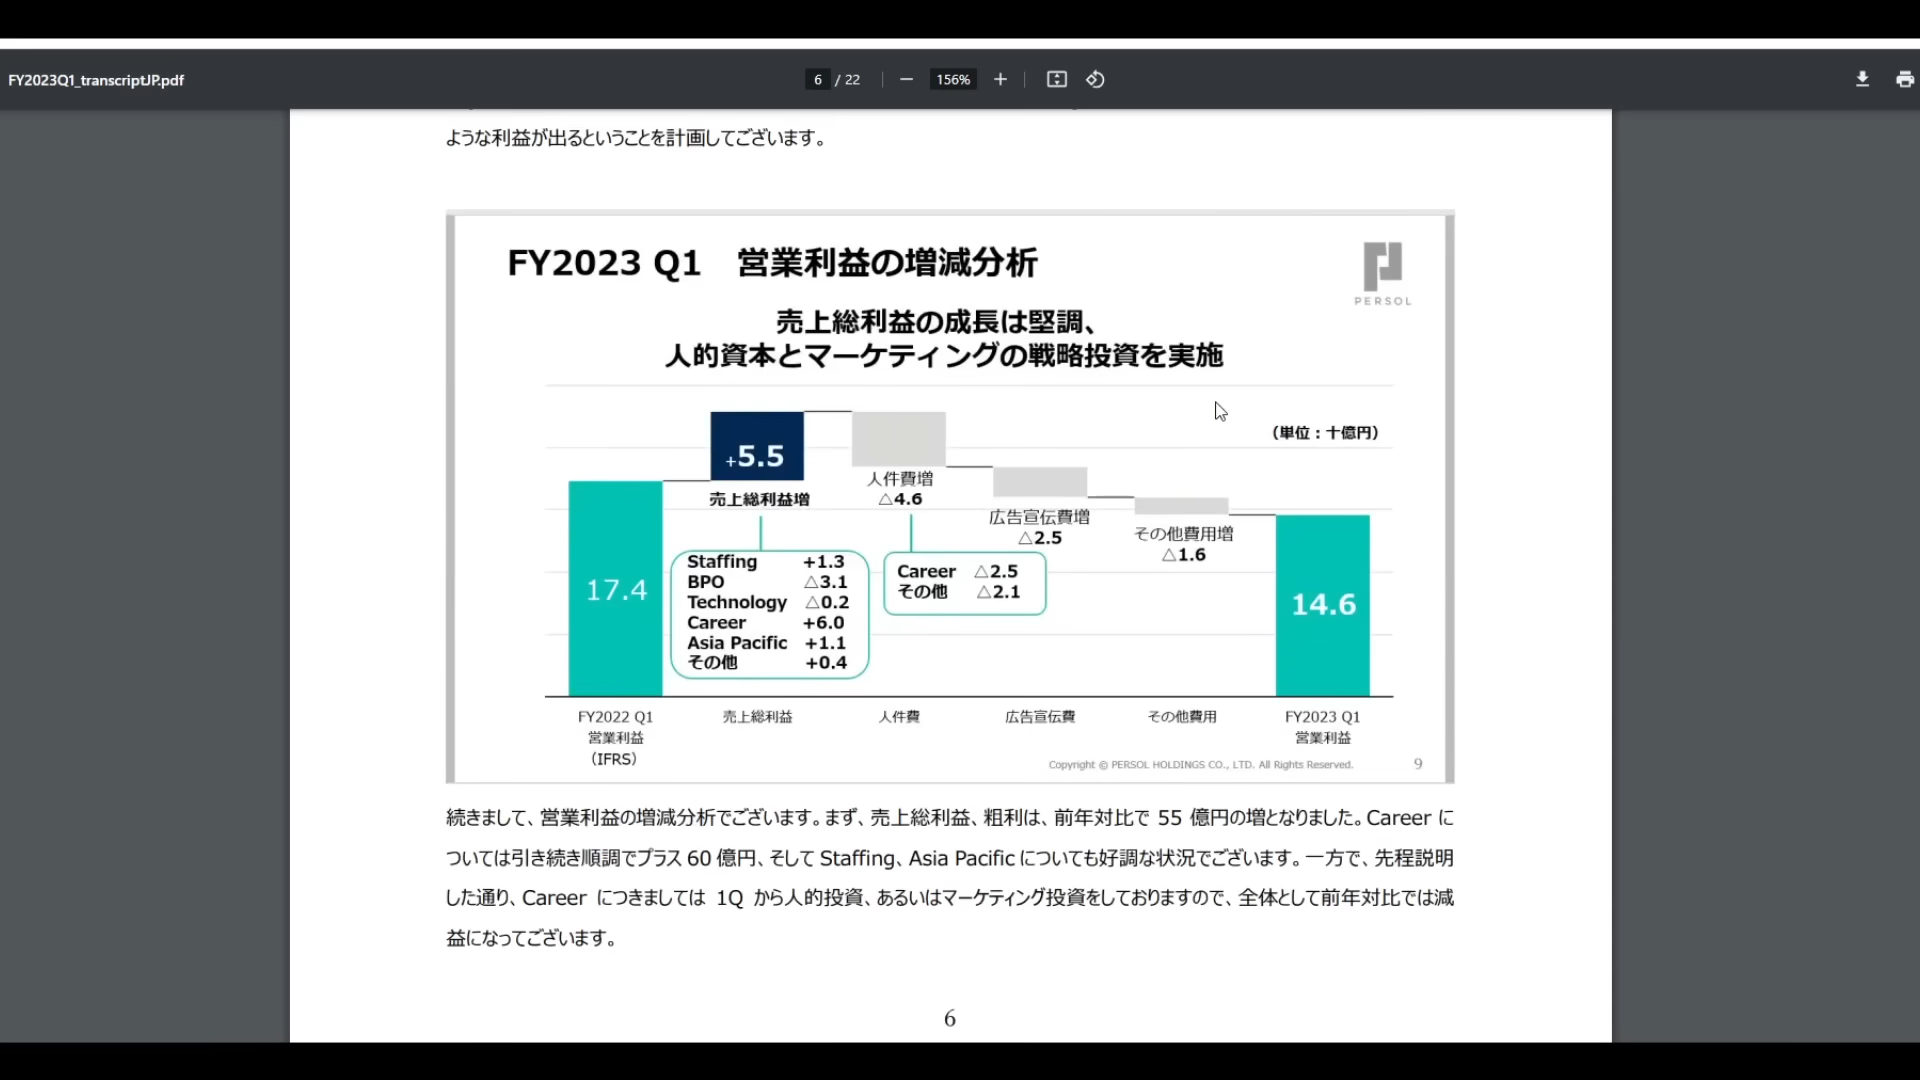 FY2023Q1_transcriptJP.pdf
6 / 22
156%
ような利益が出るということを計画してございます。
FY2023 Q1 営業利益の増減分析
PERSOL
売上総利益の成長は堅調、
人的資本とマーケティングの戦略投資を実施
（単位：十億円）
17.4
+5.5
売上総利益増
人件費増
△4.6
広告宣伝費増
△2.5
その他費用増
△1.6
14.6
Staffing +1.3
BPO △3.1
Technology △0.2
Career +6.0
Asia Pacific +1.1
その他 +0.4
Career △2.5
その他 △2.1
FY2022 Q1
営業利益
（IFRS）
売上総利益
人件費
広告宣伝費
その他費用
FY2023 Q1
営業利益
Copyright © PERSOL HOLDINGS CO., LTD. All Rights Reserved.
9
続きまして、営業利益の増減分析でございます。まず、売上総利益、粗利は、前年対比で 55 億円の増となりました。Career に
ついては引き続き順調でプラス 60 億円、そして Staffing、Asia Pacific についても好調な状況でございます。一方で、先程説明
した通り、Career につきましては 1Q から人的投資、あるいはマーケティング投資をしておりますので、全体として前年対比では減
益になってございます。
6